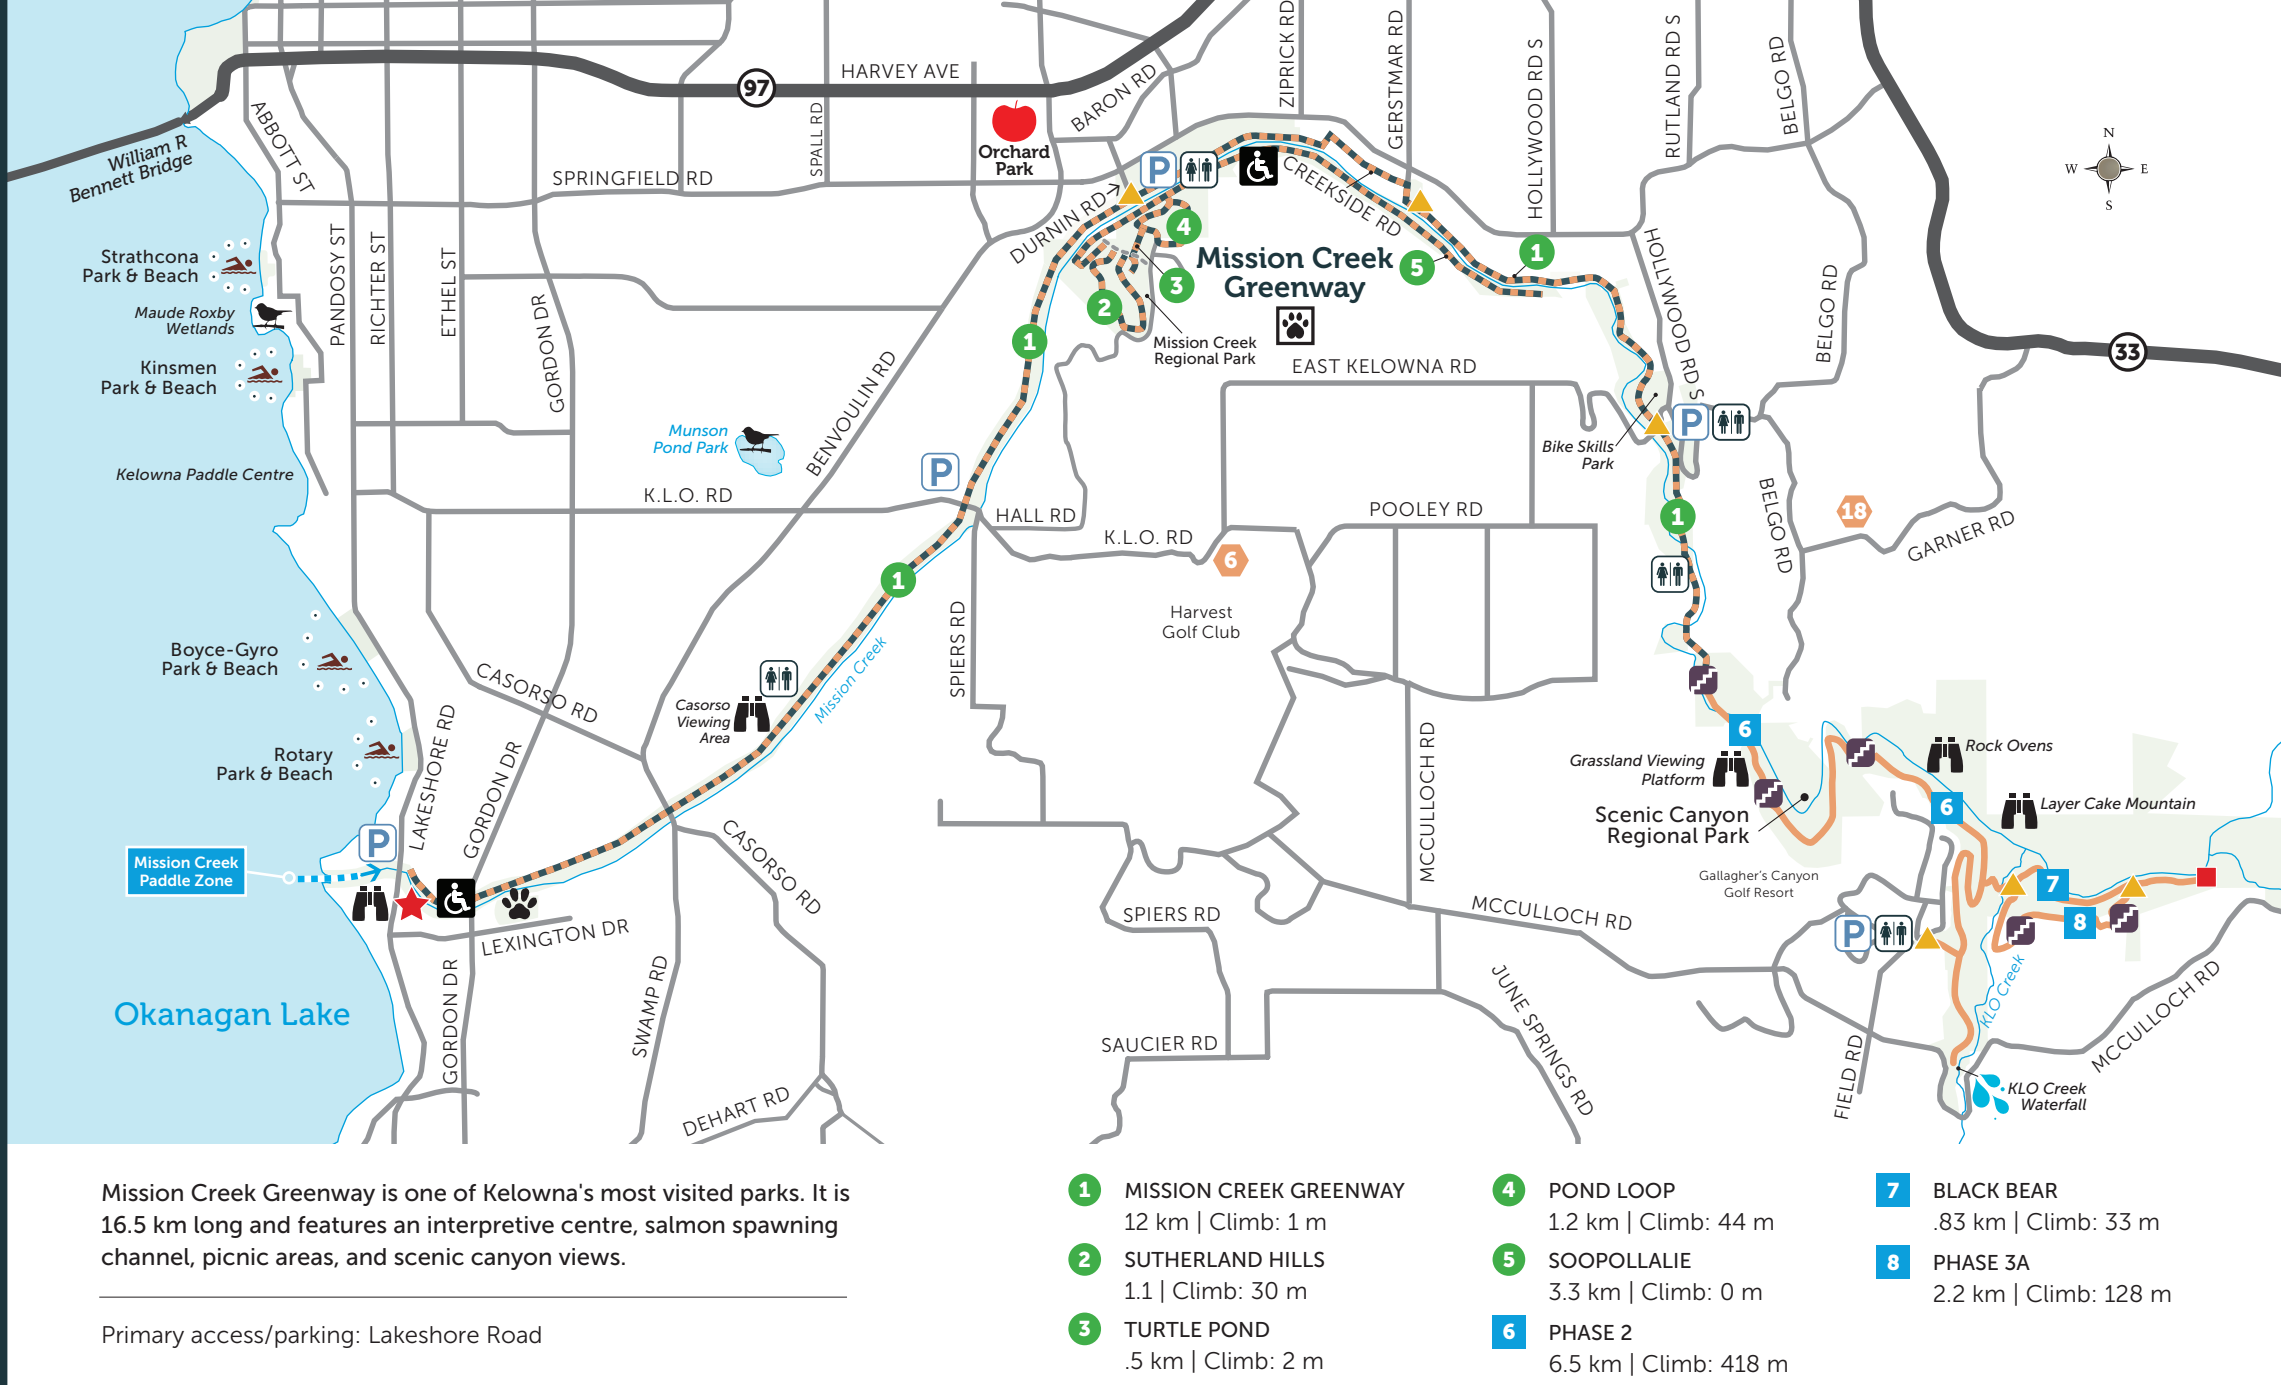 HARVEY AVE
97
ABBOTT ST
William R
Bennett Bridge
SPALL RD
Orchard
Park
BARON RD
ZIPRICK RD
GERSTMAR RD
HOLLYWOOD RD S
RUTLAND RD S
BELGO RD
N
W
E
S
SPRINGFIELD RD
DURNIN RD
P
CREEKSIDE RD
4
Mission Creek
Greenway
5
1
3
2
1
Mission Creek
Regional Park
HOLLYWOOD RD S
BELGO RD
33
Strathcona
Park & Beach
Maude Roxby
Wetlands
Kinsmen
Park & Beach
PANDOSY ST
RICHTER ST
ETHEL ST
GORDON DR
BENVOULIN RD
EAST KELOWNA RD
Munson
Pond Park
Kelowna Paddle Centre
P
K.L.O. RD
HALL RD
K.L.O. RD
6
POOLEY RD
Bike Skills
Park
P
1
BELGO RD
18
GARNER RD
1
Harvest
Golf Club
SPIERS RD
Mission Creek
Boyce-Gyro
Park & Beach
CASORSO RD
Casorso
Viewing
Area
Rotary
Park & Beach
LAKESHORE RD
GORDON DR
MCCULLOCH RD
6
Grassland Viewing
Platform
Scenic Canyon
Regional Park
Rock Ovens
6
Layer Cake Mountain
Gallagher's Canyon
Golf Resort
7
8
P
P
Mission Creek
Paddle Zone
CASORSO RD
LEXINGTON DR
SPIERS RD
MCCULLOCH RD
JUNE SPRINGS RD
KLO Creek
MCCULLOCH RD
Okanagan Lake
GORDON DR
SWAMP RD
SAUCIER RD
DEHART RD
FIELD RD
KLO Creek
Waterfall
Mission Creek Greenway is one of Kelowna's most visited parks. It is
16.5 km long and features an interpretive centre, salmon spawning
channel, picnic areas, and scenic canyon views.
Primary access/parking: Lakeshore Road
1 MISSION CREEK GREENWAY
12 km | Climb: 1 m
2 SUTHERLAND HILLS
1.1 | Climb: 30 m
3 TURTLE POND
.5 km | Climb: 2 m
4 POND LOOP
1.2 km | Climb: 44 m
5 SOOPOLLALIE
3.3 km | Climb: 0 m
6 PHASE 2
6.5 km | Climb: 418 m
7 BLACK BEAR
.83 km | Climb: 33 m
8 PHASE 3A
2.2 km | Climb: 128 m